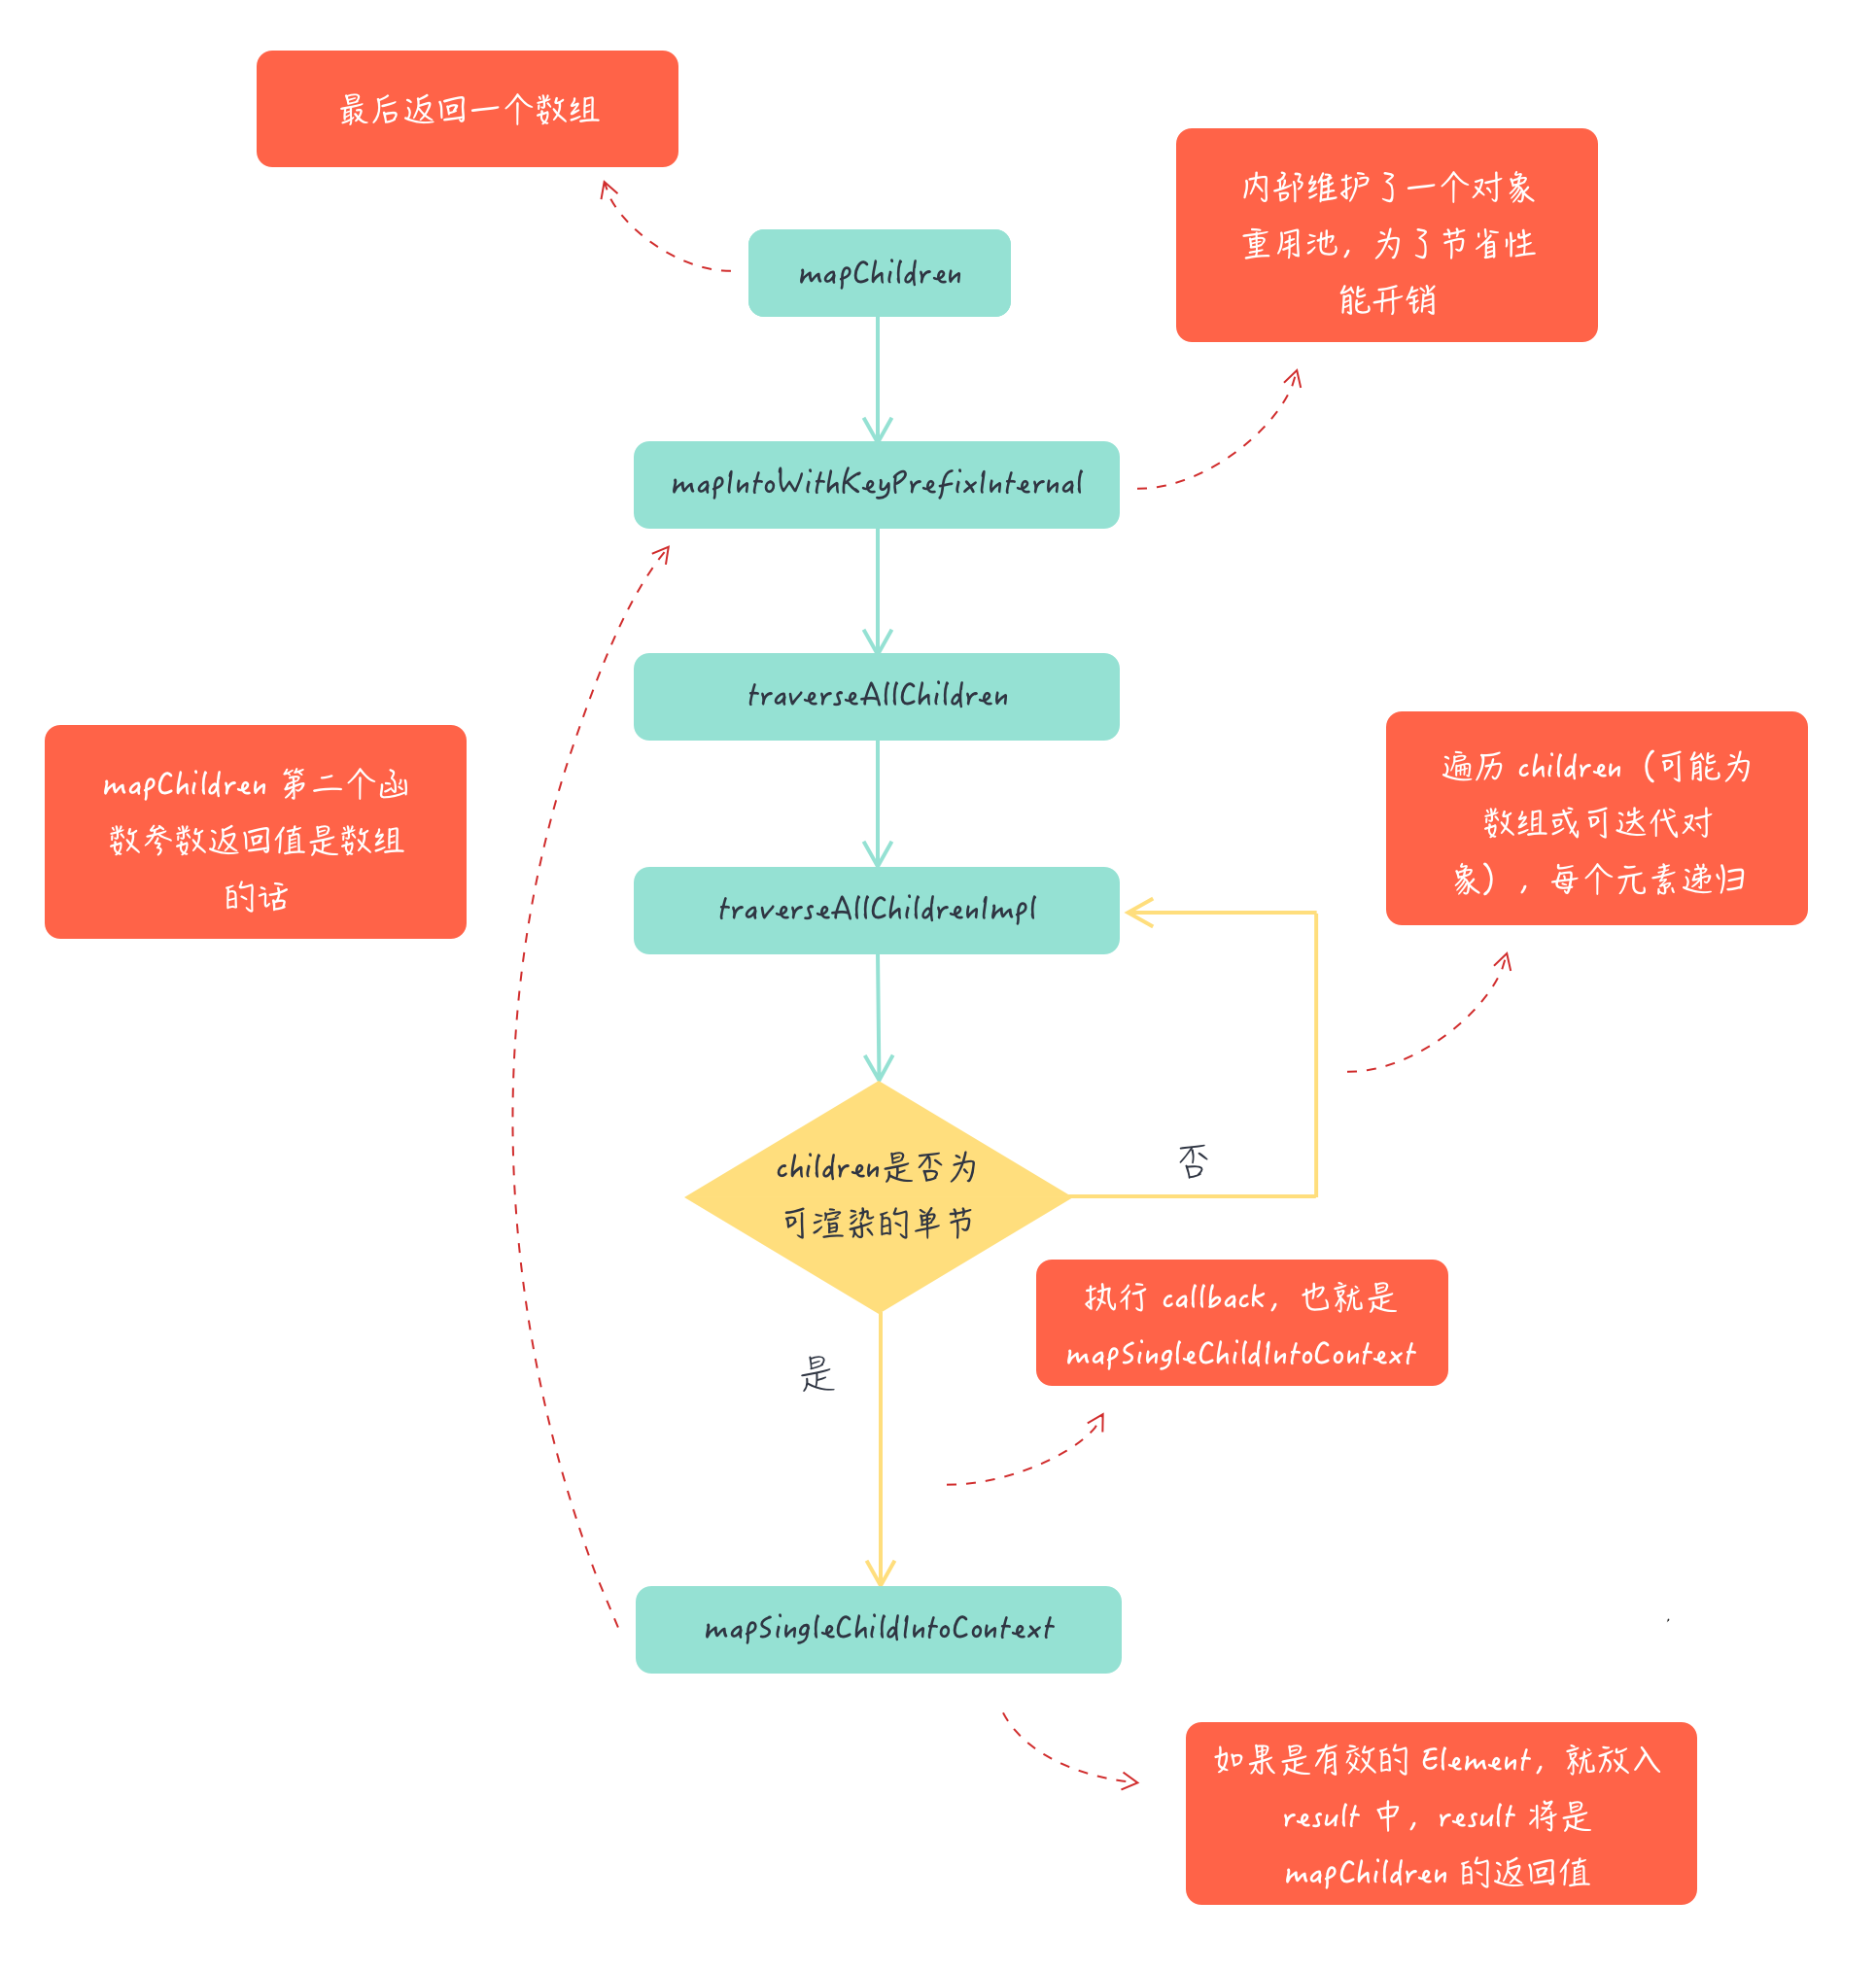 最后返回一个数组
内部维护了一个对象
重用池，为了节省性
能开销
mapChildren
mapIntoWithKeyPrefixInternal
traverseAllChildren
mapChildren 第二个函
数参数返回值是数组
的话
遍历 children（可能为
数组或可迭代对
象），每个元素递归
traverseAllChildrenImpl
children是否为
可渲染的单节
否
执行 callback，也就是
mapSingleChildIntoContext
是
mapSingleChildIntoContext
如果是有效的 Element，就放入
result 中，result 将是
mapChildren 的返回值